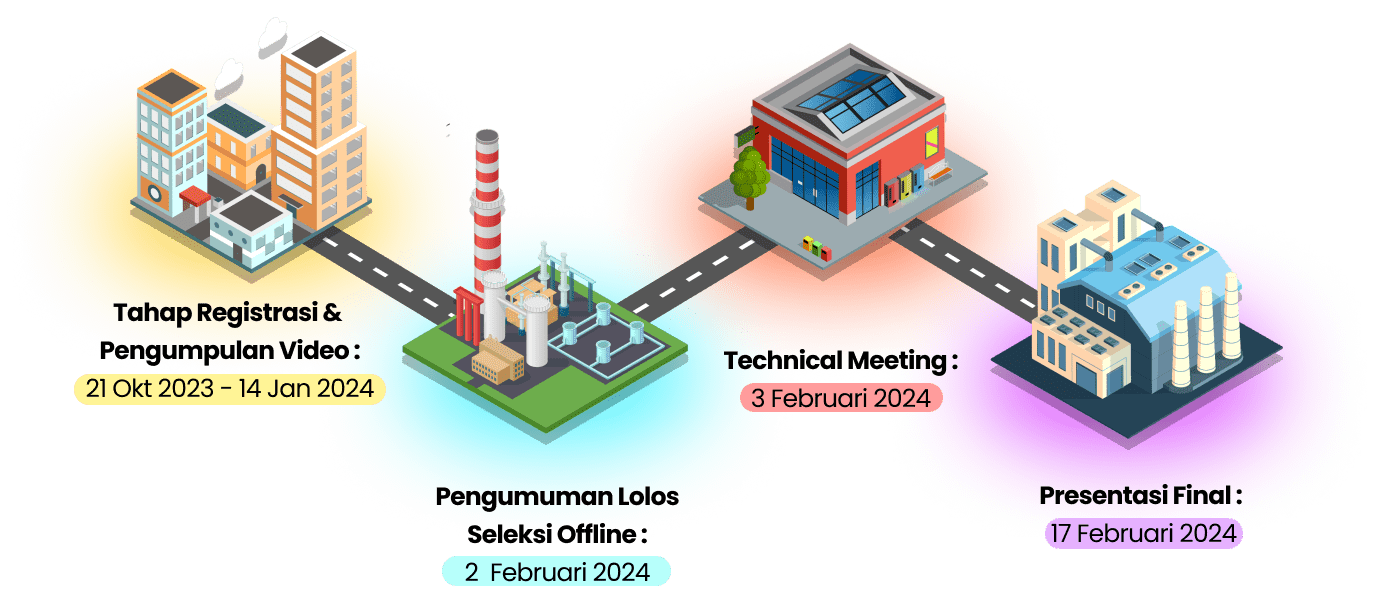 Tahap Registrasi &
Pengumpulan Video :
21 Okt 2023 - 14 Jan 2024
Pengumuman Lolos
Seleksi Offline :
2 Februari 2024
Technical Meeting :
3 Februari 2024
Presentasi Final :
17 Februari 2024